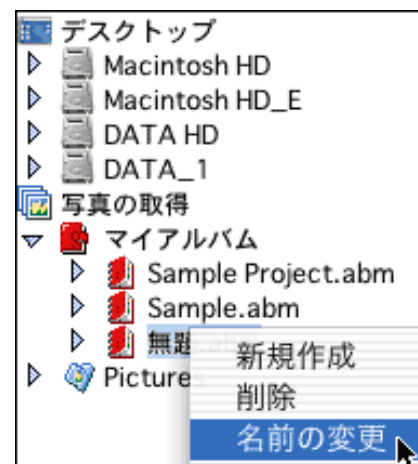 デスクトップ
Macintosh HD
Macintosh HD_E
DATA HD
DATA_1
写真の取得
マイアルバム
Sample Project.abm
Sample.abm
無題.ab
Pictures
新規作成
削除
名前の変更